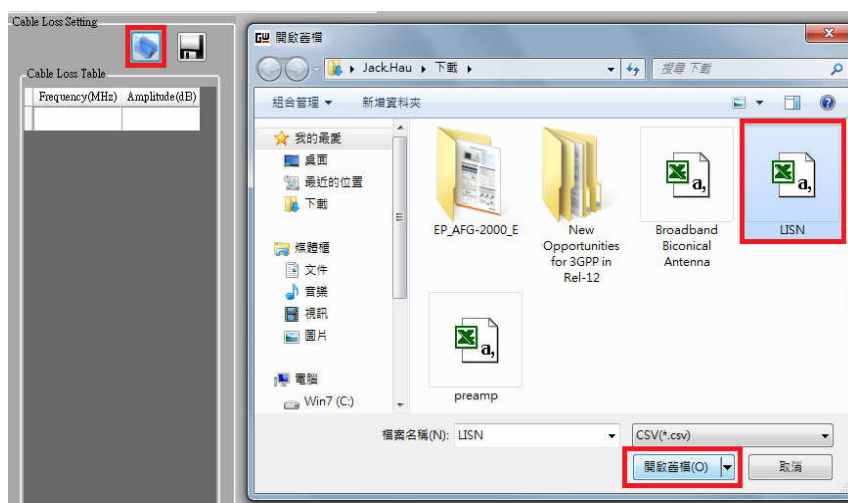 Cable Loss Setting
Cable Loss Table
Frequency(MHz) Amplitude(dB)
GW 開啟舊檔
Jack.Hau ▸ 下載 ▸
搜尋 下載
組合管理 ▼ 新增資料夾
我的最愛
桌面
最近的位置
下載
媒體櫃
文件
音樂
視訊
圖片
電腦
Win7 (C:)
EP_AFG-2000_E
New
Opportunities
for 3GPP in
Rel-12
Broadband
Biconical
Antenna
a,
LISN
a,
preamp
a,
檔案名稱(N): LISN
CSV(*.csv)
開啟舊檔(O)
取消